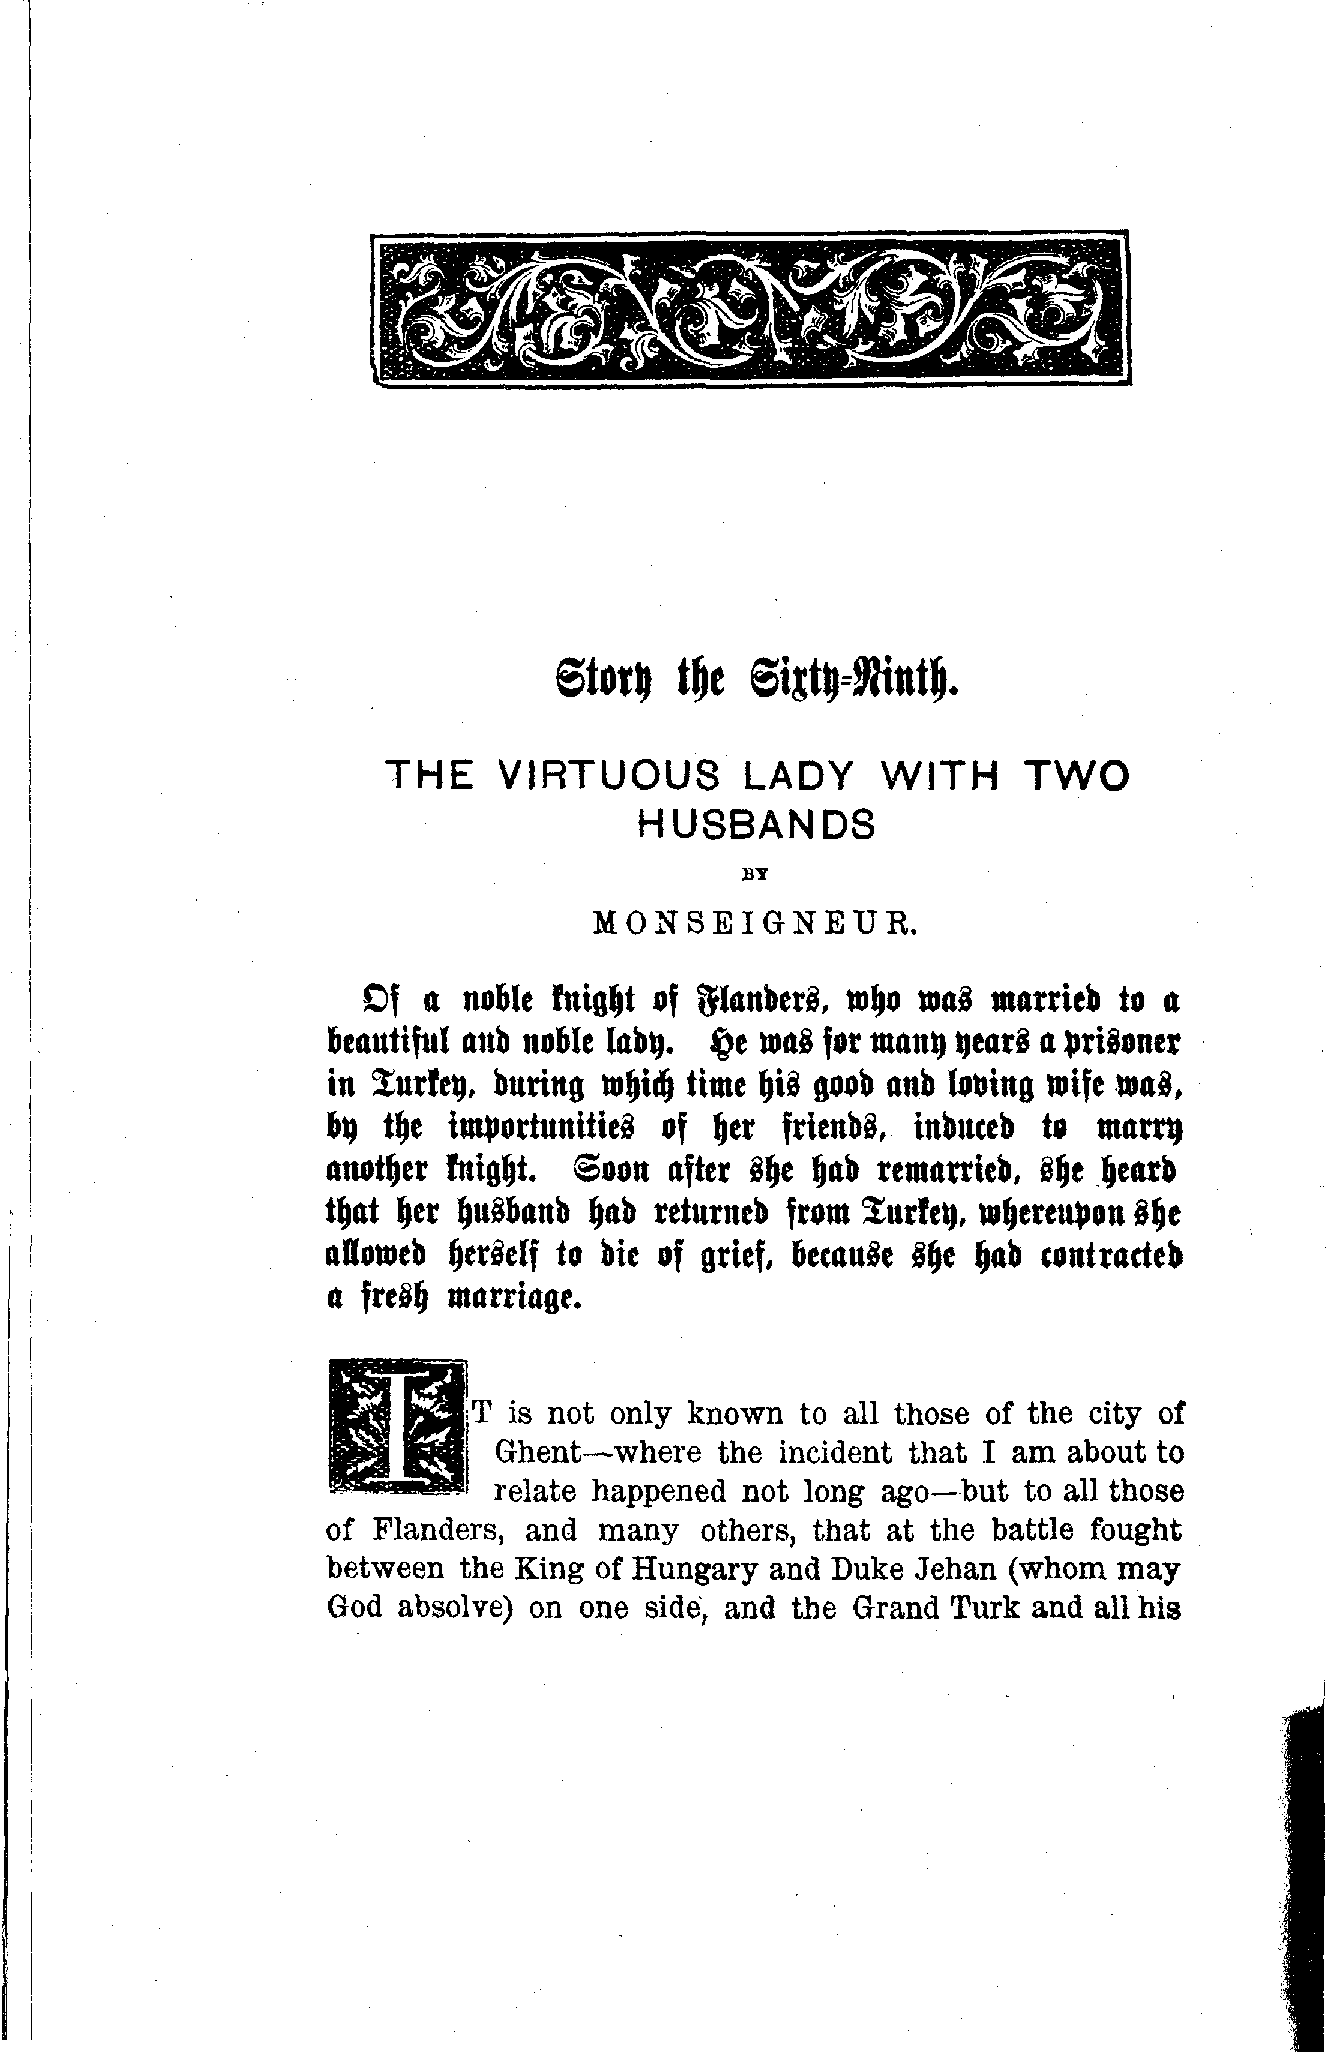 Story the Sixty-Ninth.
THE VIRTUOUS LADY WITH TWO
HUSBANDS
BY
MONSEIGNEUR.
Of a noble knight of Flanders, who was married to a
beautiful and noble lady. He was for many years a prisoner
in Turkey, during which time his good and loving wife was,
by the importunities of her friends, induced to marry
another knight. Soon after she had remarried, she heard
that her husband had returned from Turkey, whereupon she
allowed herself to die of grief, because she had contracted
a fresh marriage.
IT is not only known to all those of the city of
Ghent—where the incident that I am about to
relate happened not long ago—but to all those
of Flanders, and many others, that at the battle fought
between the King of Hungary and Duke Jehan (whom may
God absolve) on one side, and the Grand Turk and all his